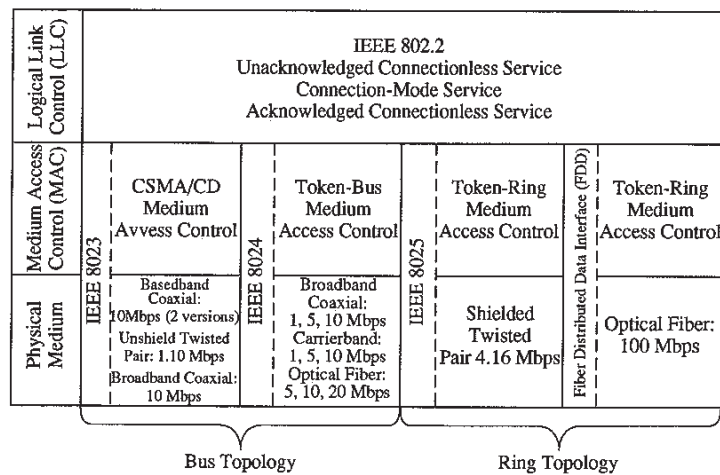 Logical Link
Control (LLC)
IEEE 802.2
Unacknowledged Connectionless Service
Connection-Mode Service
Acknowledged Connectionless Service
Medium Access
Control (MAC)
IEEE 8023
CSMA/CD
Medium
Avvess Control
IEEE 8024
Token-Bus
Medium
Access Control
IEEE 8025
Token-Ring
Medium
Access Control
Fiber Distributed Data Interface (FDD)
Token-Ring
Medium
Access Control
Physical
Medium
Basedband
Coaxial:
10Mbps (2 versions)
Unshield Twisted
Pair: 1.10 Mbps
Broadband Coaxial:
10 Mbps
Broadband
Coaxial:
1, 5, 10 Mbps
Carrierband:
1, 5, 10 Mbps
Optical Fiber:
5, 10, 20 Mbps
Shielded
Twisted
Pair 4.16 Mbps
Optical Fiber:
100 Mbps
Bus Topology
Ring Topology